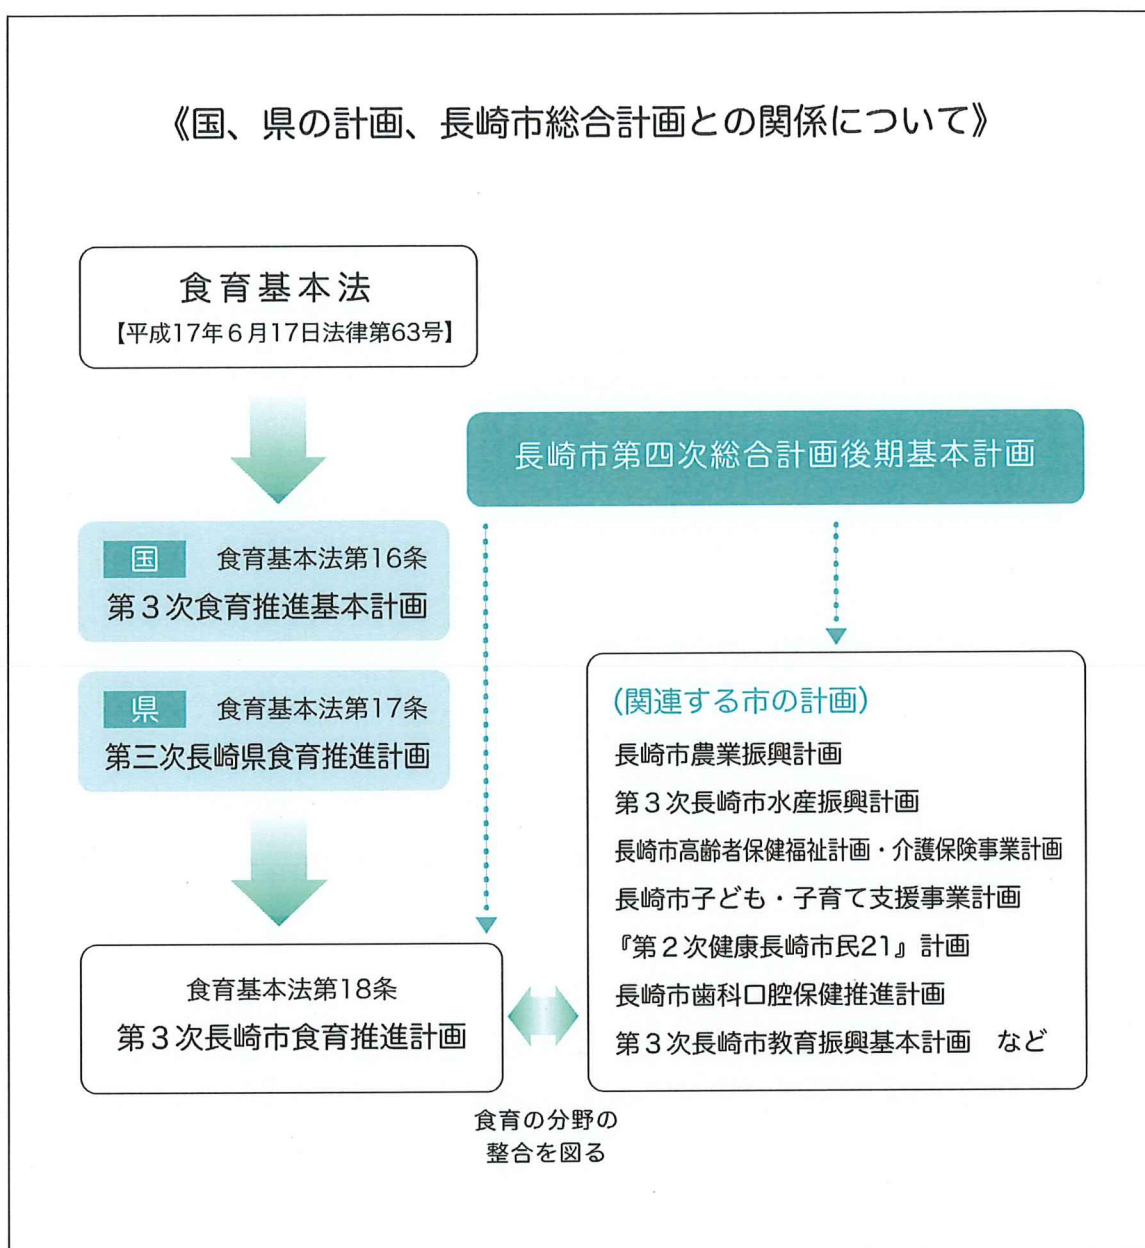 《国、県の計画、長崎市総合計画との関係について》
食育基本法
【平成17年6月17日法律第63号】
長崎市第四次総合計画後期基本計画
国 食育基本法第16条
第3次食育推進基本計画
県 食育基本法第17条
第三次長崎県食育推進計画
(関連する市の計画)
長崎市農業振興計画
第3次長崎市水産振興計画
長崎市高齢者保健福祉計画・介護保険事業計画
長崎市子ども・子育て支援事業計画
『第2次健康長崎市民21』計画
長崎市歯科口腔保健推進計画
第3次長崎市教育振興基本計画 など
食育基本法第18条
第3次長崎市食育推進計画
食育の分野の
整合を図る